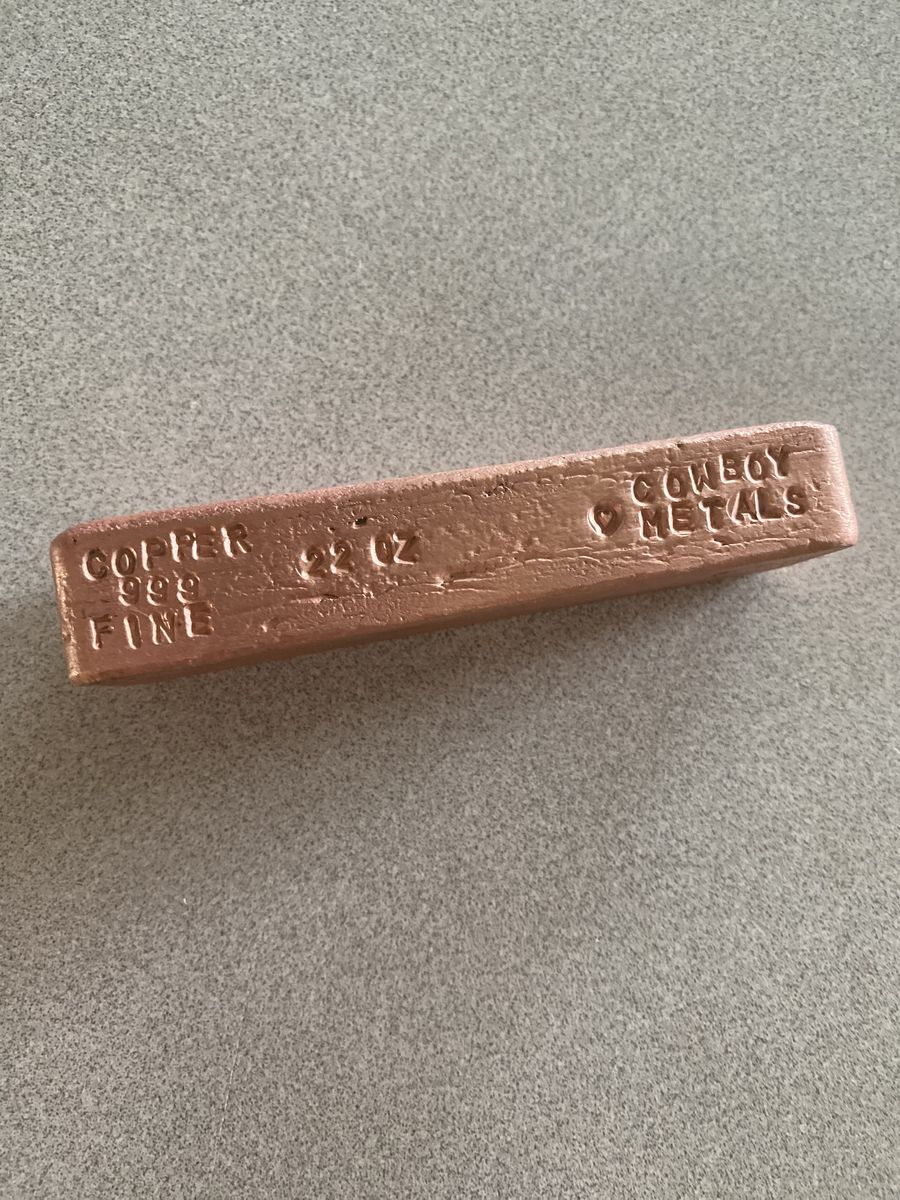 COPPER
999
FINE
22 OZ
COWBOY
METALS